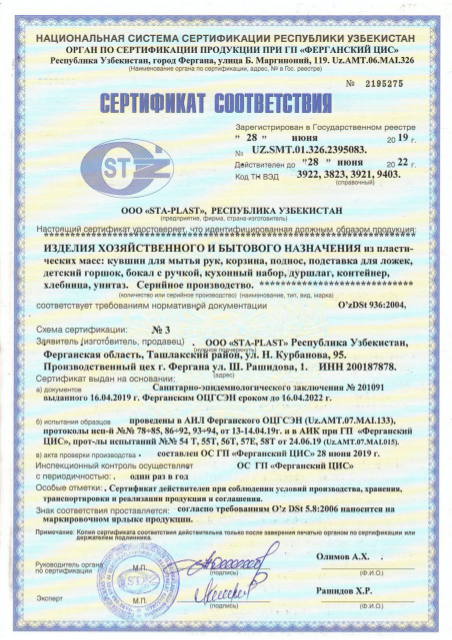 НАЦИОНАЛЬНАЯ СИСТЕМА СЕРТИФИКАЦИИ РЕСПУБЛИКИ УЗБЕКИСТАН
ОРГАН ПО СЕРТИФИКАЦИИ ПРОДУКЦИИ ПРИ ГП «ФЕРГАНСКИЙ ЦИС»
Республика Узбекистан, город Фергана, улица Б. Маргиноний, 119. Uz.AMT.06.MAI.326
(Наименование органа по сертификации, адрес, № в Гос. реестре)
№ 2195275
СЕРТИФИКАТ СООТВЕТСТВИЯ
Зарегистрирован в Государственном реестре
" 28 " июня 2019 г.
№ UZ.SMT.01.326.2395083.
Действителен до "28 " июня 2022 г.
Код ТН ВЭД 3922, 3823, 3921, 9403.
(справочный)
STZ
ООО «STA-PLAST», РЕСПУБЛИКА УЗБЕКИСТАН
(предприятие, фирма, страна-изготовитель)
Настоящий сертификат удостоверяет, что идентифицированная должным образом продукция:
ИЗДЕЛИЯ ХОЗЯЙСТВЕННОГО И БЫТОВОГО НАЗНАЧЕНИЯ из пласти-
ческих масс: кувшин для мытья рук, корзина, поднос, подставка для ложек,
детский горшок, бокал с ручкой, кухонный набор, дуршлаг, контейнер,
хлебница, унитаз. Серийное производство. ********************
(количество или серийное производство) (наименование, тип, вид, марка)
соответствует требованиям нормативной документации O'zDSt 936:2004,
Схема сертификации: № 3
Заявитель (изготовитель, продавец) . ООО «STA-PLAST» Республика Узбекистан,
(нужное подчеркнуть)
Ферганская область, Ташлакский район, ул. Н. Курбанова, 95.
Производственный цех г. Фергана ул. Ш. Рашидова, 1. ИНН 200187878.
(адрес)
Сертификат выдан на основании:
а) документов Санитарно-эпидемиологического заключения № 201091
выданного 16.04.2019 г. Ферганским ОЦГСЭН сроком до 16.04.2022 г.
б) испытания образцов проведены в АИЛ Ферганского ОЦГСЭН (Uz.AMT.07.MAI.133),
протоколы исп-й №№ 78÷85, 86÷92, 93÷94, от 13-14.04.19г. и в АИК при ГП "Ферганский
ЦИС», прот-лы испытаний №№ 54 Т, 55Т, 56Т, 57Е, 58Т от 24.06.19 (Uz.AMT.07.MAI.015).
в) акта проверки производства • составлен ОС ГП «Ферганский ЦИС» 28 июня 2019 г.
Инспекционный контроль осуществляет ОС ГП «Ферганский ЦИС»
с периодичностью: . один раз в год
Особые отметки: . Сертификат действителен при соблюдении условий производства, хранения,
транспортировки и реализации продукции и соглашения.
Знак соответствия проставляется: согласно требованиям O'z DSt 5.8:2006 наносится на
маркировочном ярлыке продукции.
Примечание: Копия сертификата соответствия действительна только после заверения печатью органом по сертификации или
держателем подлинника.
Руководитель органа
по сертификации
М.П.
(подпись)
Олимов А.Х. .
(Ф.И.О.)
Эксперт
М.П.
(подпись)
Рашидов Х.Р.
(Ф.И.О.)